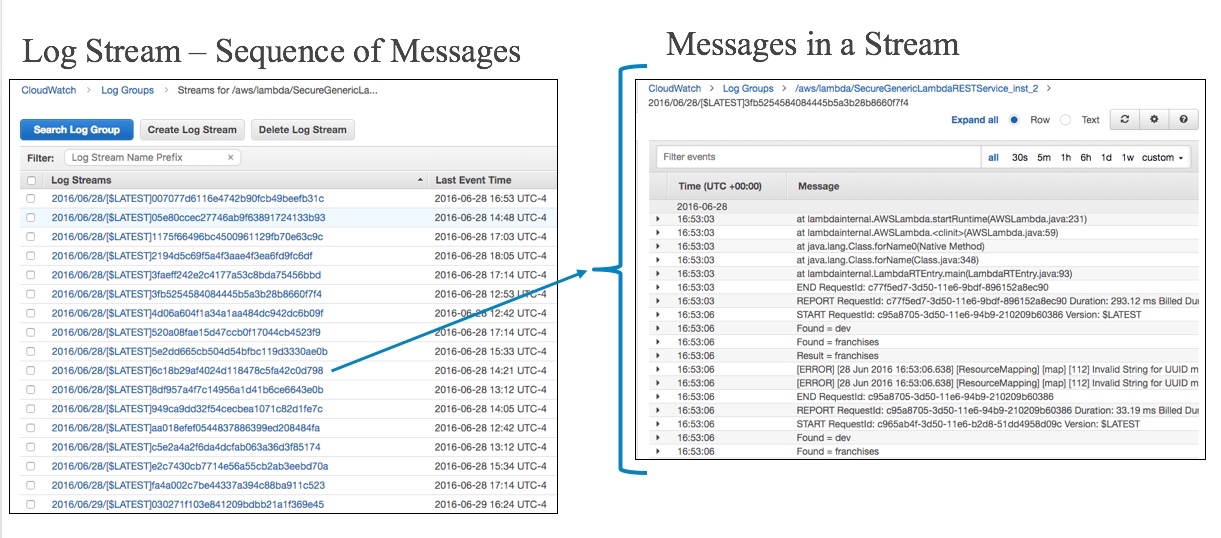 Log Stream – Sequence of Messages
CloudWatch > Log Groups > Streams for /aws/lambda/SecureGenericLa...
Search Log Group Create Log Stream Delete Log Stream
Filter: Log Stream Name Prefix ×
Log Streams Last Event Time
2016/06/28/[$LATEST]007077d6116e4742b90fcb49beefb31c 2016-06-28 16:53 UTC-4
2016/06/28/[$LATEST]05e80ccec27746ab9f63891724133b93 2016-06-28 14:48 UTC-4
2016/06/28/[$LATEST]1175f66496bc4500961129fb70e63c9c 2016-06-28 17:03 UTC-4
2016/06/28/[$LATEST]2194d5c69f5a4f3aae4f3ea6fd9fc6df 2016-06-28 18:05 UTC-4
2016/06/28/[$LATEST]3faeff242e2c4177a53c8bda75456bbd 2016-06-28 17:14 UTC-4
2016/06/28/[$LATEST]3fb5254584084445b5a3b28b8660f7f4 2016-06-28 12:53 UTC-4
2016/06/28/[$LATEST]4d06a604f1a34a1aa484dc942dc6b09f 2016-06-28 12:42 UTC-4
2016/06/28/[$LATEST]520a08fae15d47ccb0f17044cb4523f9 2016-06-28 17:14 UTC-4
2016/06/28/[$LATEST]5e2dd665cb504d54bfbc119d3330ae0b 2016-06-28 15:33 UTC-4
2016/06/28/[$LATEST]6c18b29af4024d118478c5fa42c0d798 2016-06-28 14:21 UTC-4
2016/06/28/[$LATEST]8df957a4f7c14956a1d41b6ce6643e0b 2016-06-28 13:12 UTC-4
2016/06/28/[$LATEST]949ca9dd32f54cecbea1071c82d1fe7c 2016-06-28 14:05 UTC-4
2016/06/28/[$LATEST]aa018efef0544837886399ed208484fa 2016-06-28 12:42 UTC-4
2016/06/28/[$LATEST]c5e2a4a2f6da4dcfab063a36d3f85174 2016-06-28 13:12 UTC-4
2016/06/28/[$LATEST]e2c7430cb7714e56a55cb2ab3eebd70a 2016-06-28 15:34 UTC-4
2016/06/28/[$LATEST]fa4a002c7be44337a394c88ba911c523 2016-06-28 17:14 UTC-4
2016/06/29/[$LATEST]030271f103e841209bdbb21a1f369e45 2016-06-29 16:24 UTC-4
Messages in a Stream
CloudWatch > Log Groups > /aws/lambda/SecureGenericLambdaRESTService_inst_2 >
2016/06/28/[$LATEST]3fb5254584084445b5a3b28b8660f7f4
Expand all Row Text
Filter events all 30s 5m 1h 6h 1d 1w custom
Time (UTC +00:00) Message
2016-06-28
16:53:03 at lambdainternal.AWSLambda.startRuntime(AWSLambda.java:231)
16:53:03 at lambdainternal.AWSLambda.<clinit>(AWSLambda.java:59)
16:53:03 at java.lang.Class.forName0(Native Method)
16:53:03 at java.lang.Class.forName(Class.java:348)
16:53:03 at lambdainternal.LambdaRTEntry.main(LambdaRTEntry.java:93)
16:53:03 END RequestId: c77f5ed7-3d50-11e6-9bdf-896152a8ec90
16:53:03 REPORT RequestId: c77f5ed7-3d50-11e6-9bdf-896152a8ec90 Duration: 293.12 ms Billed Du
16:53:06 START RequestId: c95a8705-3d50-11e6-94b9-210209b60386 Version: $LATEST
16:53:06 Found = dev
16:53:06 Found = franchises
16:53:06 Result = franchises
16:53:06 [ERROR] [28 Jun 2016 16:53:06.638] [ResourceMapping] [map] [112] Invalid String for UUID m
16:53:06 [ERROR] [28 Jun 2016 16:53:06.638] [ResourceMapping] [map] [112] Invalid String for UUID m
16:53:06 END RequestId: c95a8705-3d50-11e6-94b9-210209b60386
16:53:06 REPORT RequestId: c95a8705-3d50-11e6-94b9-210209b60386 Duration: 33.19 ms Billed Du
16:53:06 START RequestId: c965ab4f-3d50-11e6-b2d8-51dd4958d09c Version: $LATEST
16:53:06 Found = dev
16:53:06 Found = franchises